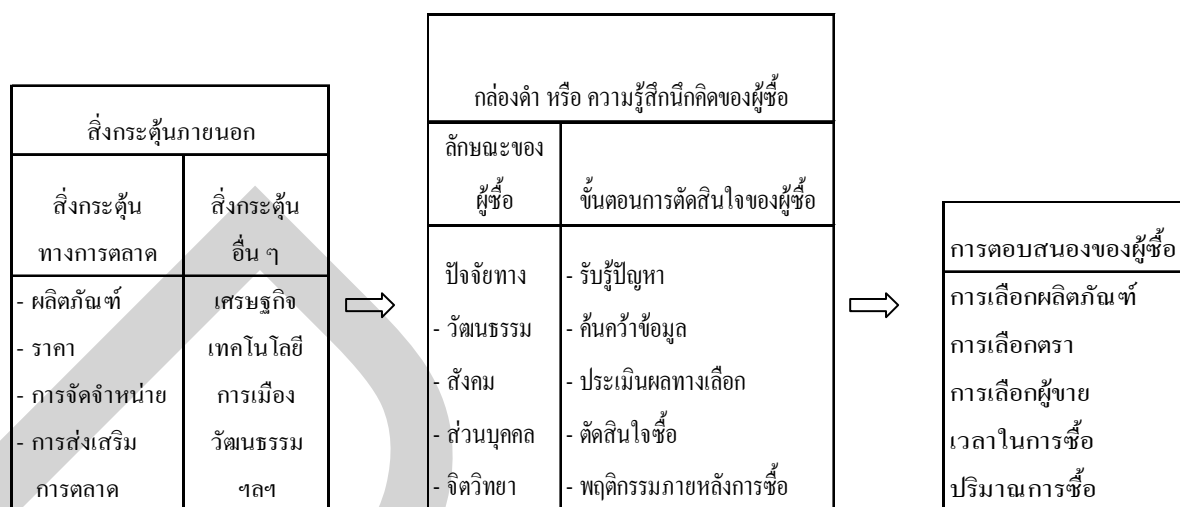 สิ่งกระตุ้นภายนอก
สิ่งกระตุ้น
ทางการตลาด
สิ่งกระตุ้น
อื่น ๆ
- ผลิตภัณฑ์
- ราคา
- การจัดจำหน่าย
- การส่งเสริม
การตลาด
เศรษฐกิจ
เทคโนโลยี
การเมือง
วัฒนธรรม
ฯลฯ
กล่องดำ หรือ ความรู้สึกนึกคิดของผู้ซื้อ
ลักษณะของ
ผู้ซื้อ
ขั้นตอนการตัดสินใจของผู้ซื้อ
ปัจจัยทาง
- วัฒนธรรม
- สังคม
- ส่วนบุคคล
- จิตวิทยา
- รับรู้ปัญหา
- ค้นคว้าข้อมูล
- ประเมินผลทางเลือก
- ตัดสินใจซื้อ
- พฤติกรรมภายหลังการซื้อ
การตอบสนองของผู้ซื้อ
การเลือกผลิตภัณฑ์
การเลือกตรา
การเลือกผู้ขาย
เวลาในการซื้อ
ปริมาณการซื้อ